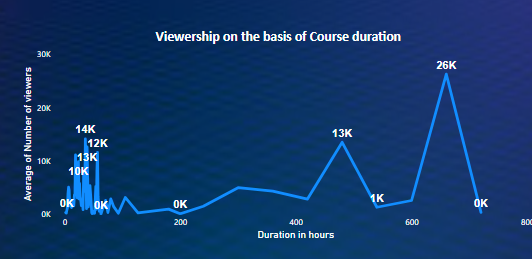 Viewership on the basis of Course duration
30K
20K
10K
0K
Average of Number of viewers
0K
10K
14K
13K
12K
0K
0K
13K
1K
26K
0K
0
200
400
600
800
Duration in hours